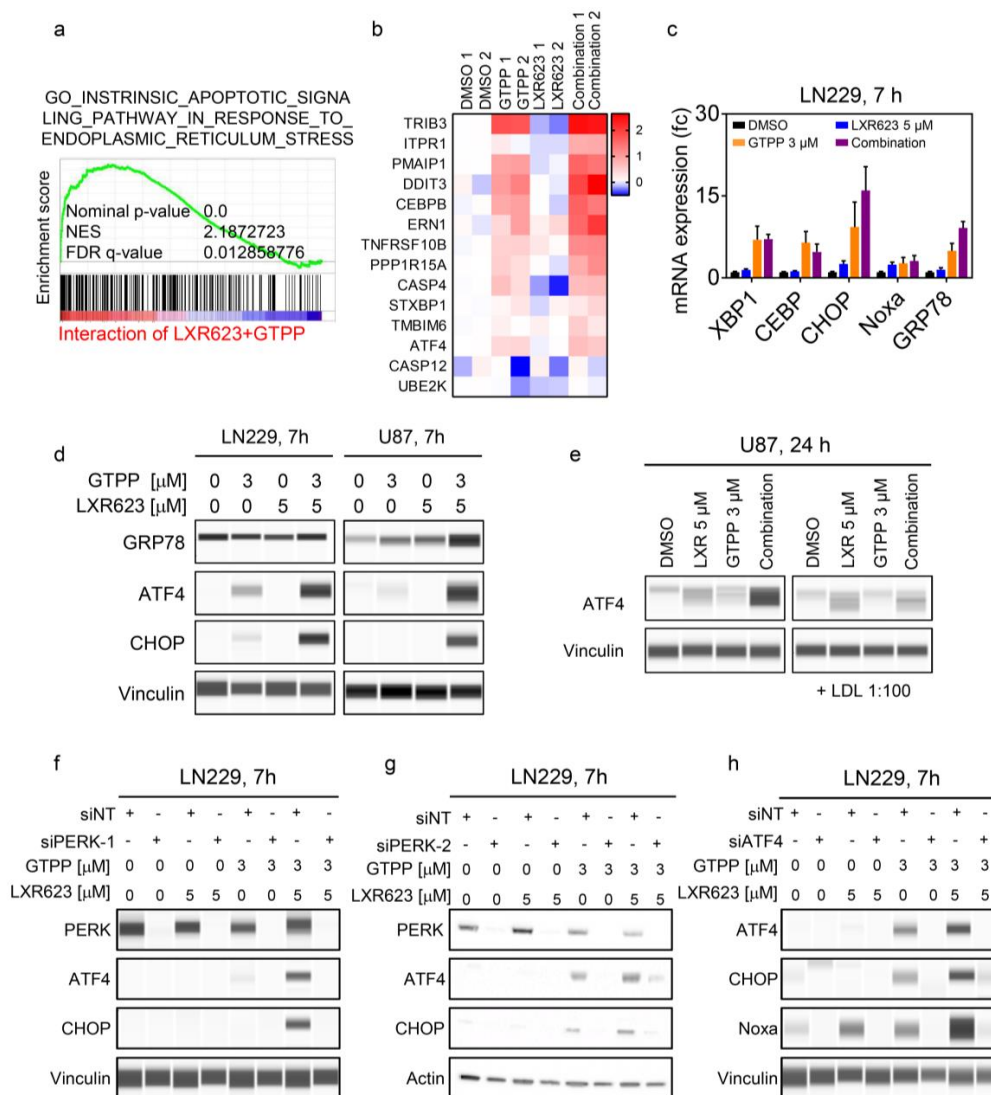 a
GO_INSTRINSIC_APOPTOTIC_SIGNA
LING_PATHWAY_IN_RESPONSE_TO_
ENDOPLASMIC_RETICULUM_STRESS
Enrichment score
Nominal p-value 0.0
NES 2.1872723
FDR q-value 0.012858776
Interaction of LXR623+GTPP
b
DMSO 1
DMSO 2
GTPP 1
GTPP 2
LXR623 1
LXR623 2
Combination 1
Combination 2
TRIB3
ITPR1
PMAIP1
DDIT3
CEBPB
ERN1
TNFRSF10B
PPP1R15A
CASP4
STXBP1
TMBIM6
ATF4
CASP12
UBE2K
2
1
0
c
LN229, 7 h
DMSO LXR623 5 µM
GTPP 3 µM Combination
mRNA expression (fc)
30
15
0
XBP1
CEBP
CHOP
Noxa
GRP78
d
LN229, 7h U87, 7h
GTPP [µM] 0 3 0 3 0 3 0 3
LXR623 [µM] 0 0 5 5 0 0 5 5
GRP78
ATF4
CHOP
Vinculin
e
U87, 24 h
DMSO
LXR 5 µM
GTPP 3 µM
Combination
DMSO
LXR 5 µM
GTPP 3 µM
Combination
ATF4
Vinculin
+ LDL 1:100
f
LN229, 7h
siNT + - + - + - + -
siPERK-1 - + - + - + - +
GTPP [µM] 0 0 0 0 3 3 3 3
LXR623 [µM] 0 0 5 5 0 0 5 5
PERK
ATF4
CHOP
Vinculin
g
LN229, 7h
siNT + - + - + - + -
siPERK-2 - + - + - + - +
GTPP [µM] 0 0 0 0 3 3 3 3
LXR623 [µM] 0 0 5 5 0 0 5 5
PERK
ATF4
CHOP
Actin
h
LN229, 7h
siNT + - + - + - + -
siATF4 - + - + - + - +
GTPP [µM] 0 0 0 0 3 3 3 3
LXR623 [µM] 0 0 5 5 0 0 5 5
ATF4
CHOP
Noxa
Vinculin